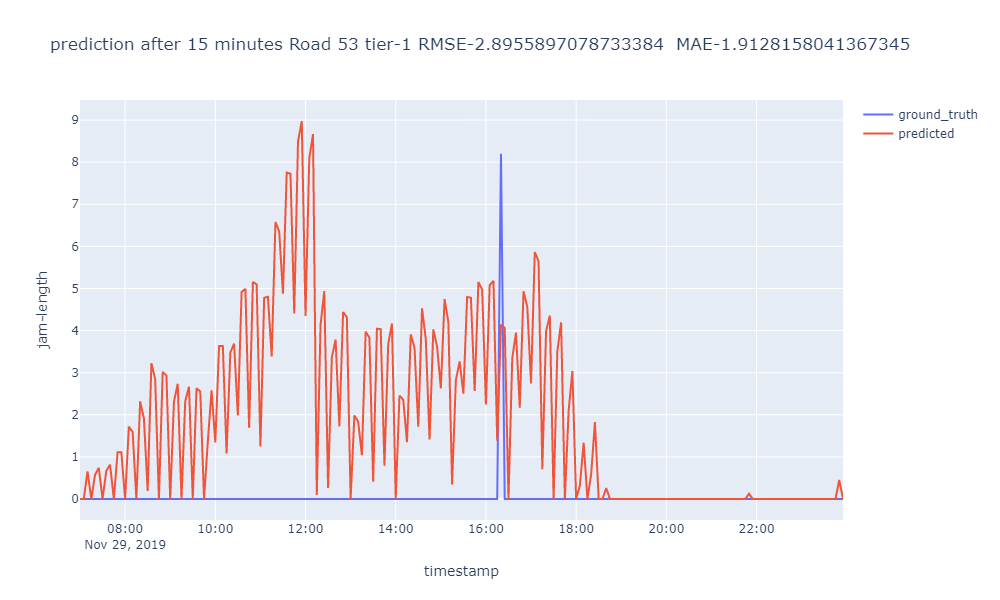 prediction after 15 minutes Road 53 tier-1 RMSE-2.8955897078733384  MAE-1.9128158041367345
ground_truth
predicted
9
8
7
6
5
4
3
2
1
0
jam-length
08:00 10:00 12:00 14:00 16:00 18:00 20:00 22:00
Nov 29, 2019
timestamp